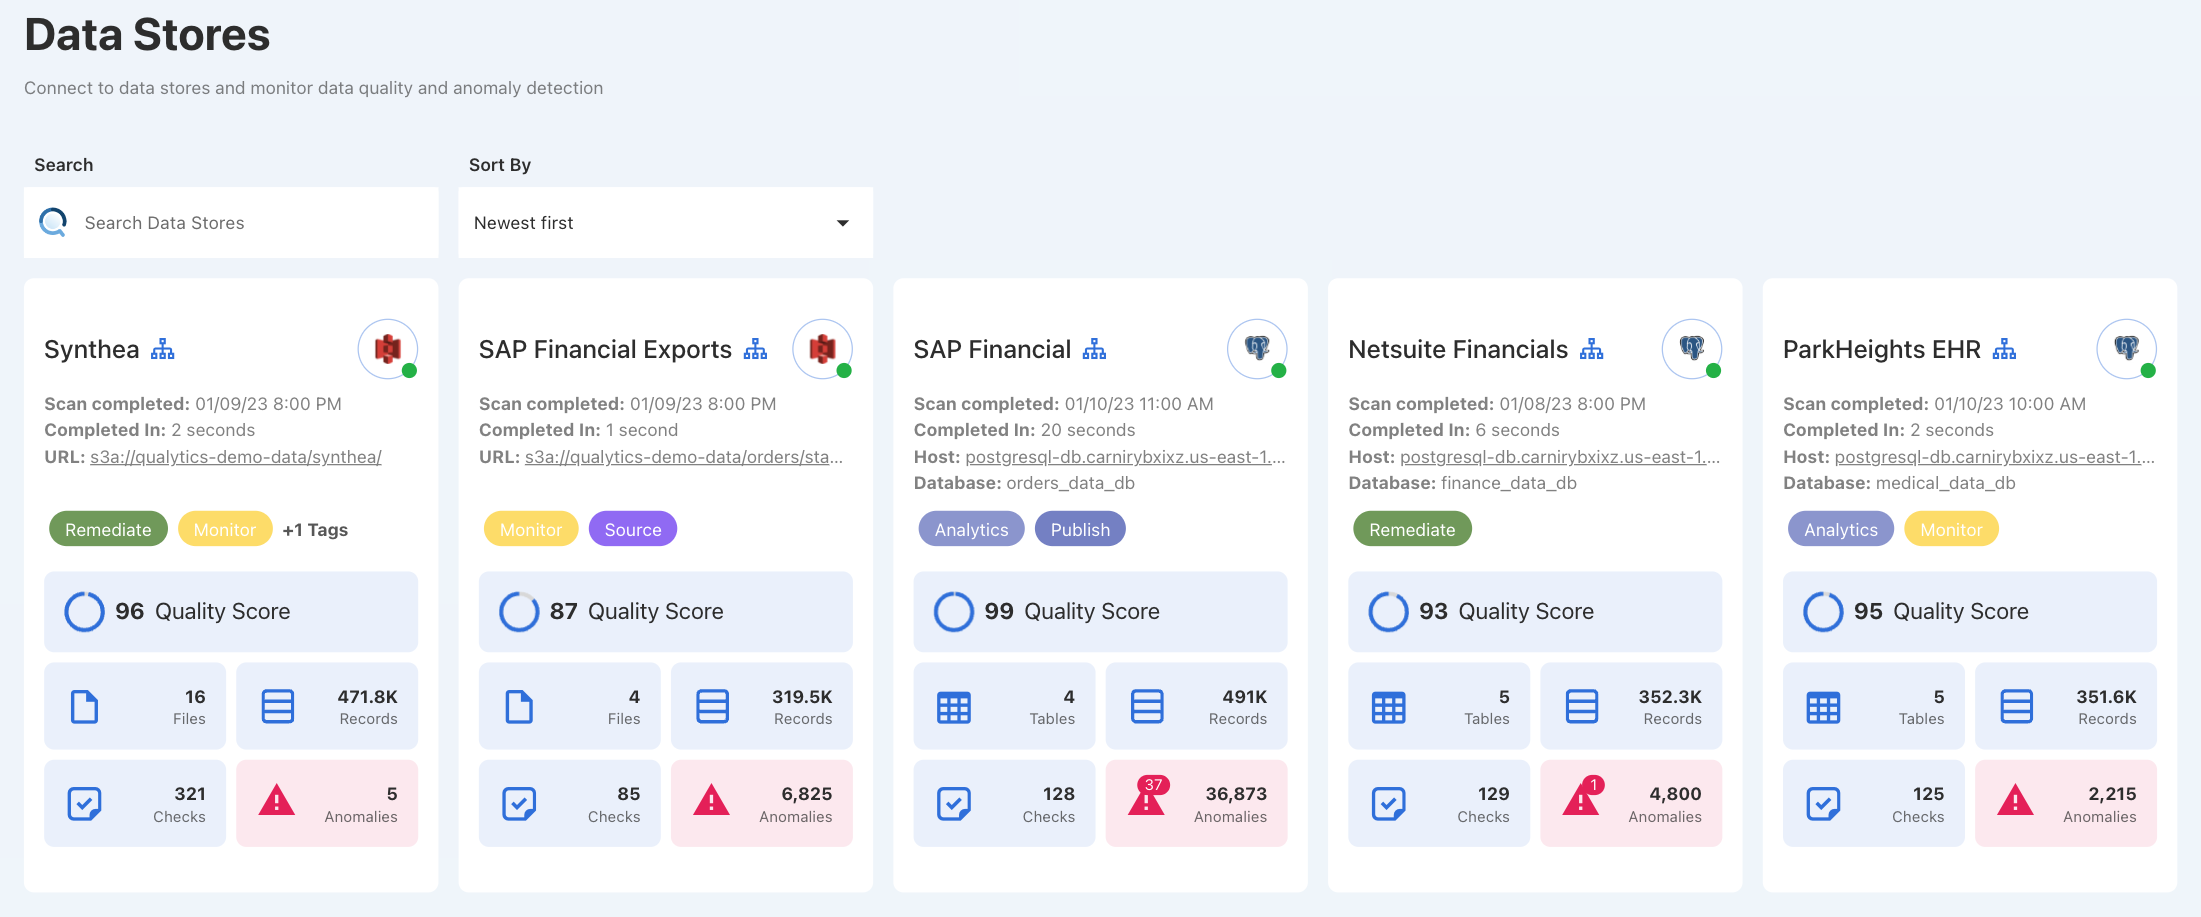 Data Stores
Connect to data stores and monitor data quality and anomaly detection
Search
Search Data Stores
Sort By
Newest first
Synthea
Scan completed: 01/09/23 8:00 PM
Completed In: 2 seconds
URL: s3a://qualytics-demo-data/synthea/
Remediate Monitor +1 Tags
96 Quality Score
16
Files
471.8K
Records
321
Checks
5
Anomalies
SAP Financial Exports
Scan completed: 01/09/23 8:00 PM
Completed In: 1 second
URL: s3a://qualytics-demo-data/orders/sta...
Monitor Source
87 Quality Score
4
Files
319.5K
Records
85
Checks
6,825
Anomalies
SAP Financial
Scan completed: 01/10/23 11:00 AM
Completed In: 20 seconds
Host: postgresql-db.carnirybxixz.us-east-1....
Database: orders_data_db
Analytics Publish
99 Quality Score
4
Tables
491K
Records
128
Checks
37
36,873
Anomalies
Netsuite Financials
Scan completed: 01/08/23 8:00 PM
Completed In: 6 seconds
Host: postgresql-db.carnirybxixz.us-east-1....
Database: finance_data_db
Remediate
93 Quality Score
5
Tables
352.3K
Records
129
Checks
1
4,800
Anomalies
ParkHeights EHR
Scan completed: 01/10/23 10:00 AM
Completed In: 2 seconds
Host: postgresql-db.carnirybxixz.us-east-1....
Database: medical_data_db
Analytics Monitor
95 Quality Score
5
Tables
351.6K
Records
125
Checks
2,215
Anomalies